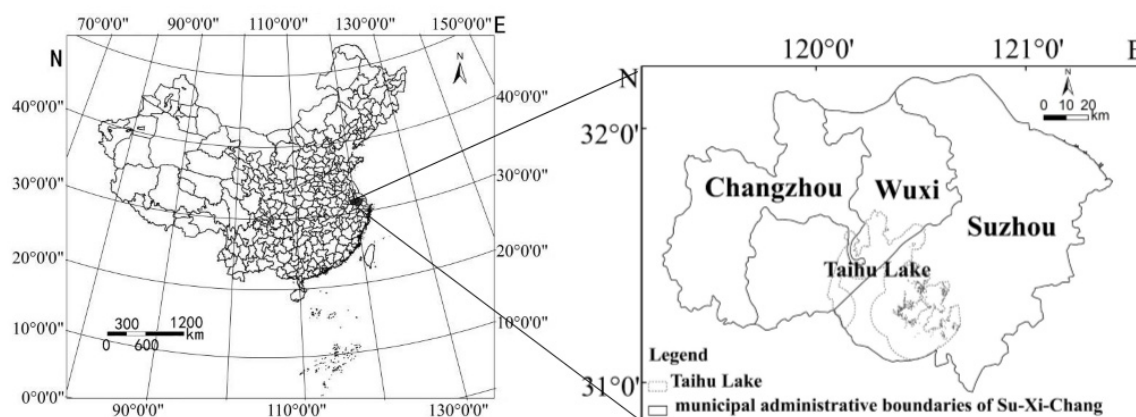 70°0'0" 90°0'0" 110°0'0" 130°0'0" 150°0'0" E
N
N
40°0'0"
30°0'0"
20°0'0"
10°0'0"
0°0'0"
40°0'0"
30°0'0"
20°0'0"
10°0'0"
300 1200
km
0 600
90°0'0" 110°0'0" 130°0'0"
120°0' 121°0' E
N
N
0 10 20
km
32°0'
31°0'
Changzhou
Wuxi
Suzhou
Taihu Lake
Legend
Taihu Lake
municipal administrative boundaries of Su-Xi-Chang